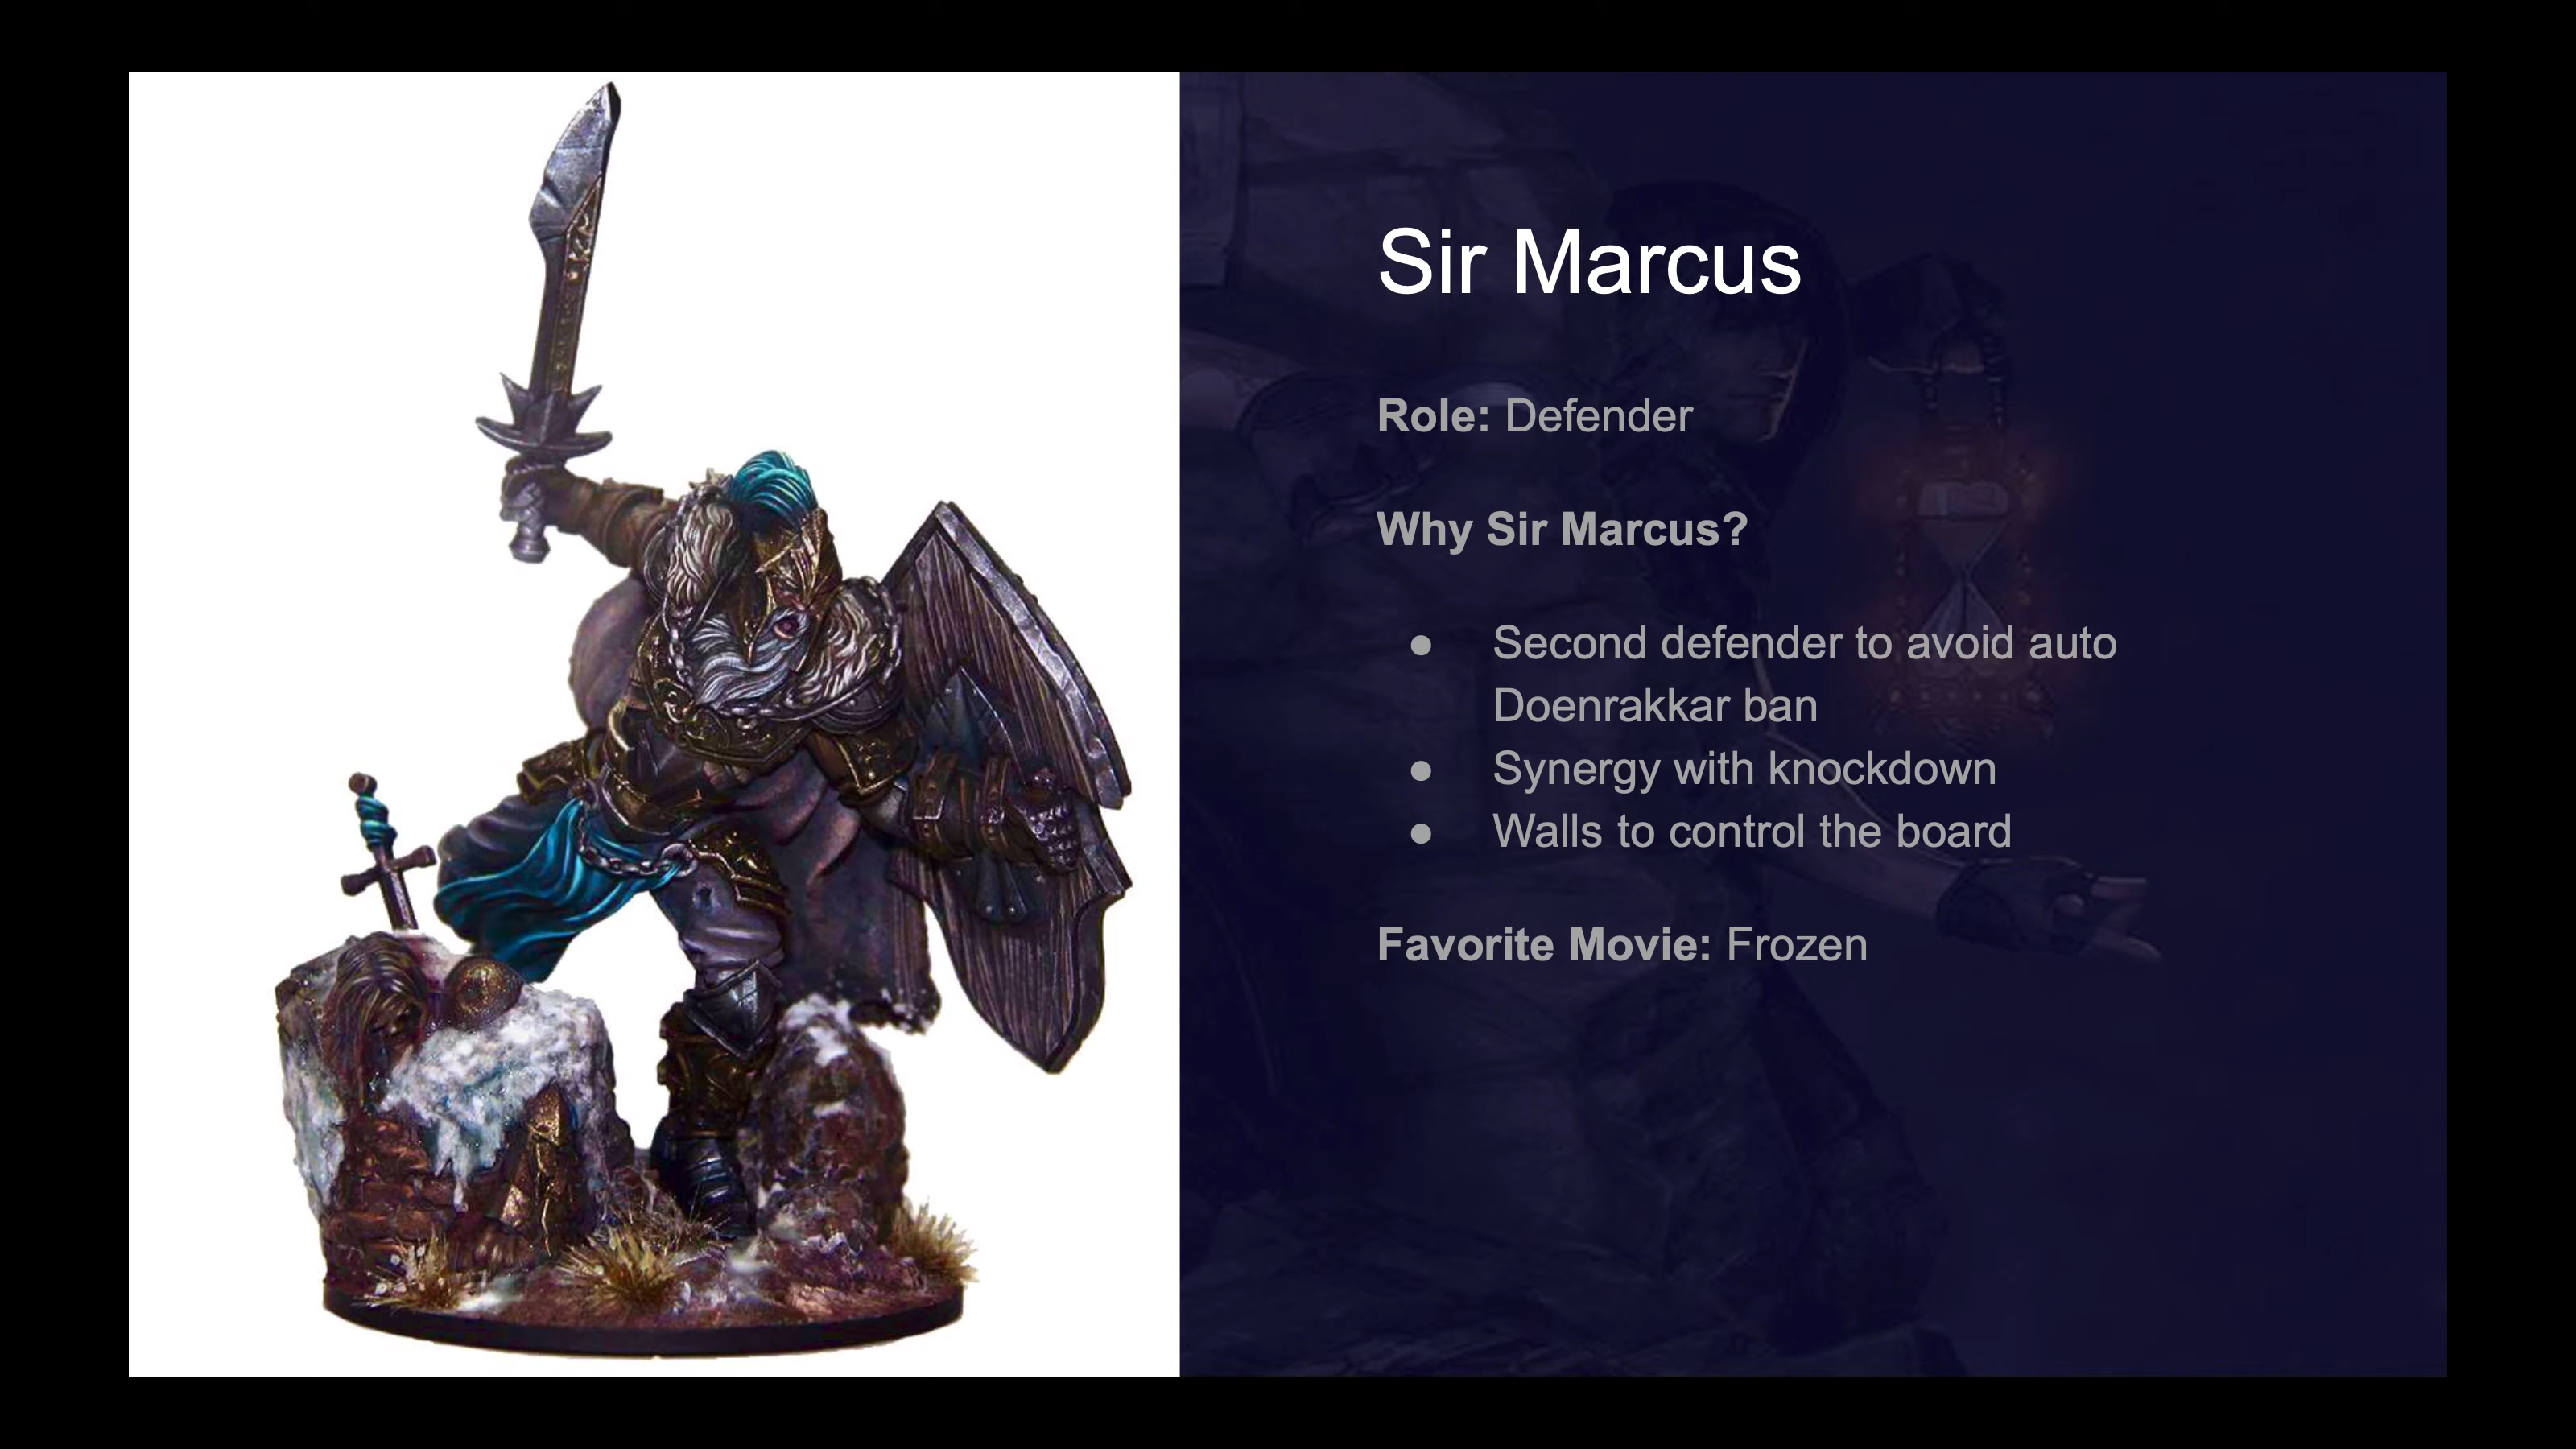 Sir Marcus
Role: Defender
Why Sir Marcus?
● Second defender to avoid auto
Doenrakkar ban
● Synergy with knockdown
● Walls to control the board
Favorite Movie: Frozen